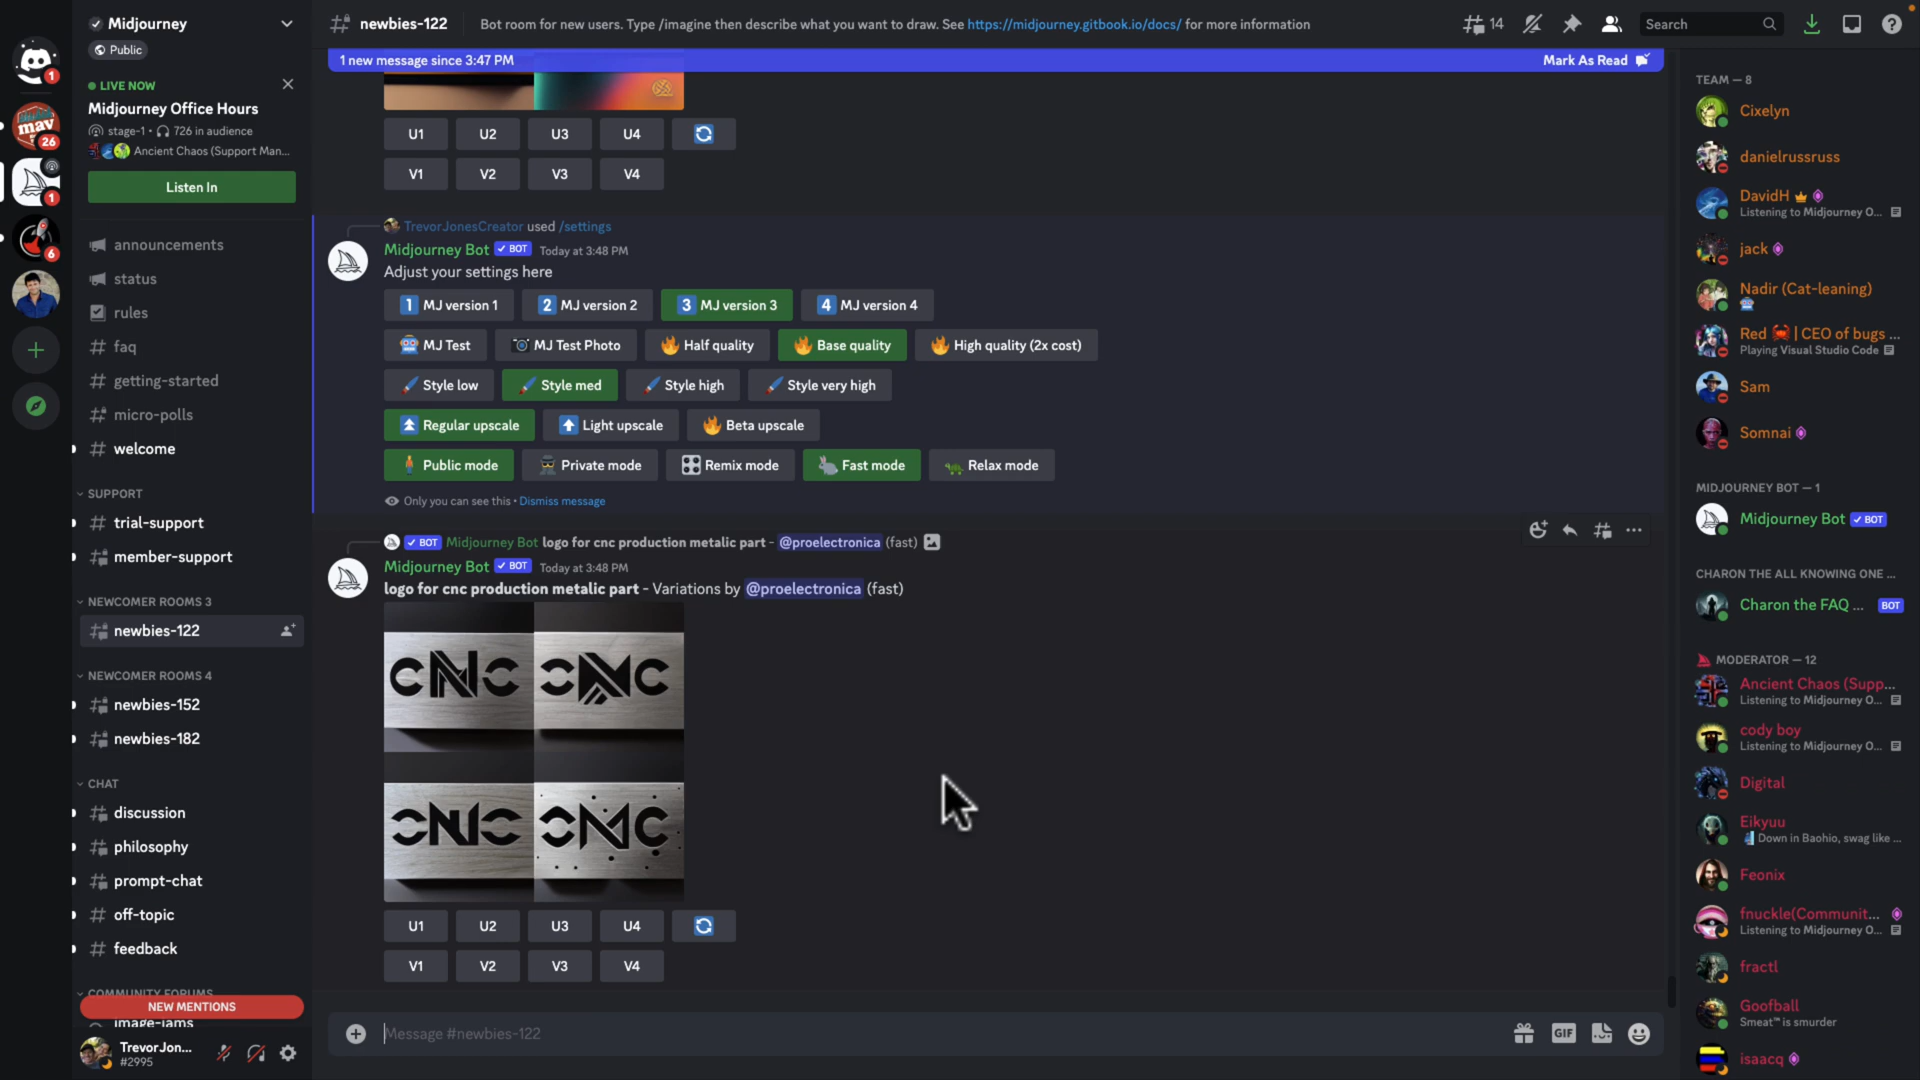 Midjourney
Public
LIVE NOW
Midjourney Office Hours
stage-1 • 726 in audience
Ancient Chaos (Support Man...
Listen In
announcements
status
rules
faq
getting-started
micro-polls
welcome
SUPPORT
trial-support
member-support
NEWCOMER ROOMS 3
newbies-122
NEWCOMER ROOMS 4
newbies-152
newbies-182
CHAT
discussion
philosophy
prompt-chat
off-topic
feedback
COMMUNITY FORUMS
NEW MENTIONS
image-jams
TrevorJon...
#2995
1
mav
26
1
6
newbies-122
Bot room for new users. Type /imagine then describe what you want to draw. See https://midjourney.gitbook.io/docs/ for more information
14
Search
1 new message since 3:47 PM
Mark As Read
U1 U2 U3 U4
V1 V2 V3 V4
TrevorJonesCreator used /settings
Midjourney Bot BOT Today at 3:48 PM
Adjust your settings here
1 MJ version 1 2 MJ version 2 3 MJ version 3 4 MJ version 4
MJ Test MJ Test Photo Half quality Base quality High quality (2x cost)
Style low Style med Style high Style very high
Regular upscale Light upscale Beta upscale
Public mode Private mode Remix mode Fast mode Relax mode
Only you can see this • Dismiss message
BOT Midjourney Bot logo for cnc production metalic part - @proelectronica (fast)
Midjourney Bot BOT Today at 3:48 PM
logo for cnc production metalic part - Variations by @proelectronica (fast)
CNC
U1 U2 U3 U4
V1 V2 V3 V4
Message #newbies-122
GIF
TEAM — 8
Cixelyn
danielrussruss
DavidH
Listening to Midjourney O...
jack
Nadir (Cat-leaning)
Red | CEO of bugs ...
Playing Visual Studio Code
Sam
Somnai
MIDJOURNEY BOT — 1
Midjourney Bot BOT
CHARON THE ALL KNOWING ONE ...
Charon the FAQ ... BOT
MODERATOR — 12
Ancient Chaos (Supp...
Listening to Midjourney O...
cody boy
Listening to Midjourney O...
Digital
Eikyuu
Down in Baohio, swag like ...
Feonix
fnuckle(Communit...
Listening to Midjourney O...
fractl
Goofball
Smeat™ is smurder
isaacq